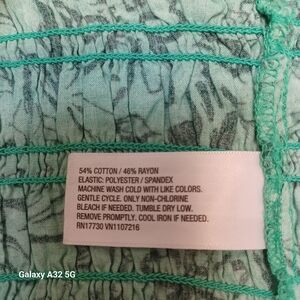 54% COTTON / 46% RAYON
ELASTIC: POLYESTER / SPANDEX
MACHINE WASH COLD WITH LIKE COLORS.
GENTLE CYCLE. ONLY NON-CHLORINE
BLEACH IF NEEDED. TUMBLE DRY LOW.
REMOVE PROMPTLY. COOL IRON IF NEEDED.
RN17730 VN1107216
Galaxy A32 5G